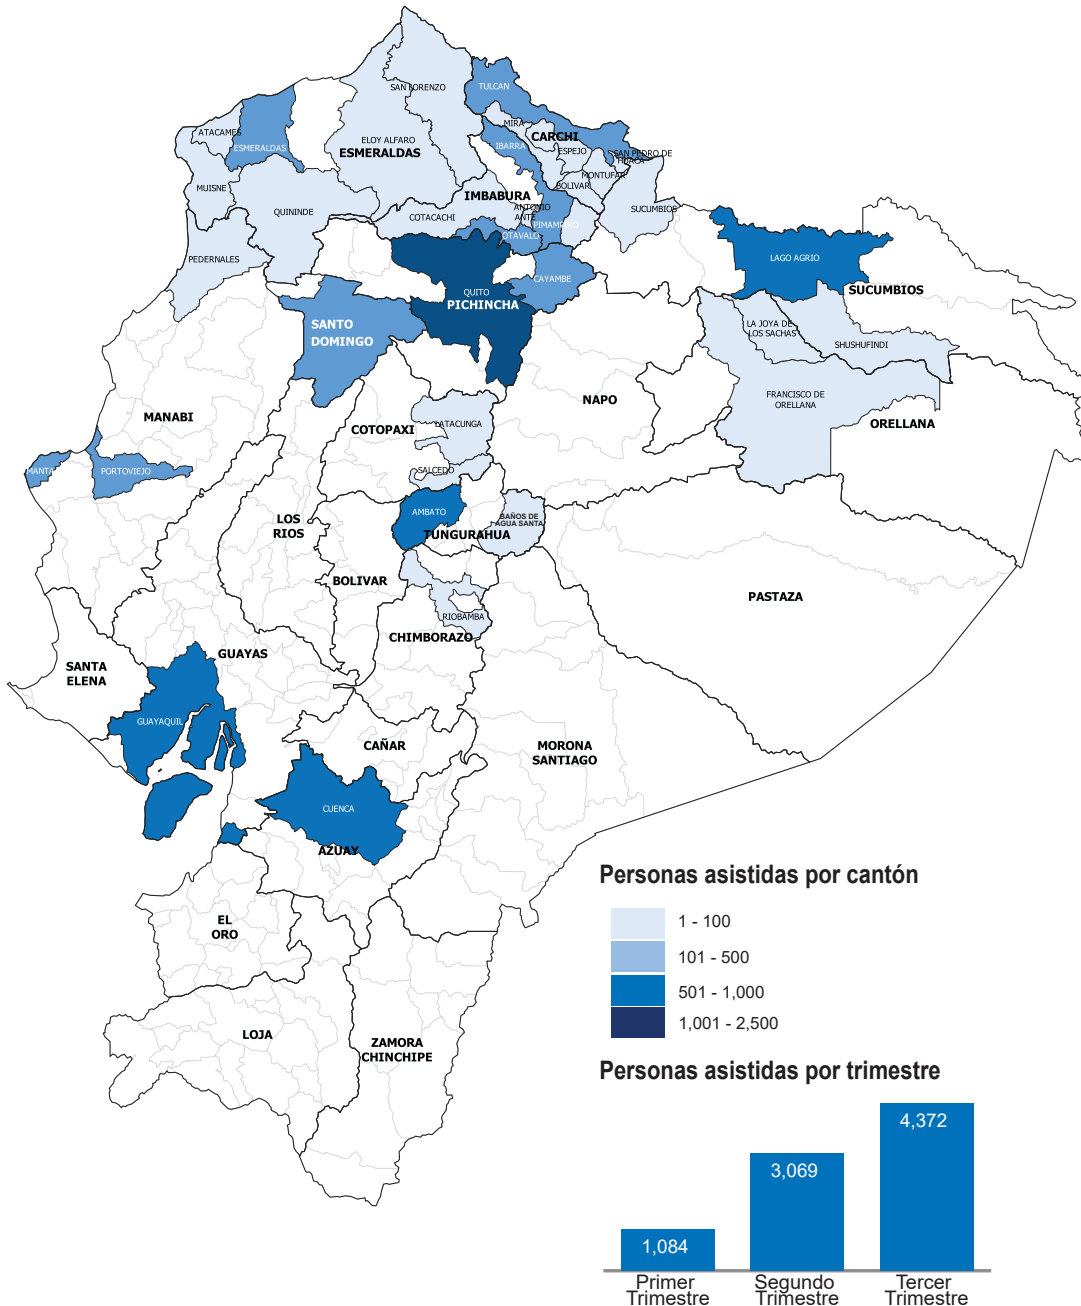 SAN LORENZO
TULCAN
MIRA
ATACAMES
ESMERALDAS
ELOY ALFARO
ESMERALDAS
CARCHI
IBARRA
ESPEJO
SAN PEDRO DE
HUACA
MONTUFAR
BOLIVAR
MUISNE
IMBABURA
QUININDE
COTACACHI
ANTONIO
ANTE
SUCUMBIOS
PIMAMPIRO
OTAVALO
PEDERNALES
LAGO AGRIO
CAYAMBE
QUITO
PICHINCHA
SUCUMBIOS
SANTO
DOMINGO
LA JOYA DE
LOS SACHAS
SHUSHUFINDI
NAPO
FRANCISCO DE
ORELLANA
MANABI
COTOPAXI
LATACUNGA
ORELLANA
MANTA
PORTOVIEJO
SALCEDO
AMBATO
BAÑOS DE
AGUA SANTA
LOS
RIOS
TUNGURAHUA
BOLIVAR
PASTAZA
RIOBAMBA
CHIMBORAZO
GUAYAS
SANTA
ELENA
GUAYAQUIL
CAÑAR
MORONA
SANTIAGO
CUENCA
AZUAY
EL
ORO
LOJA
ZAMORA
CHINCHIPE
Personas asistidas por cantón
1 - 100
101 - 500
501 - 1,000
1,001 - 2,500
Personas asistidas por trimestre
4,372
3,069
1,084
Primer
Trimestre
Segundo
Trimestre
Tercer
Trimestre